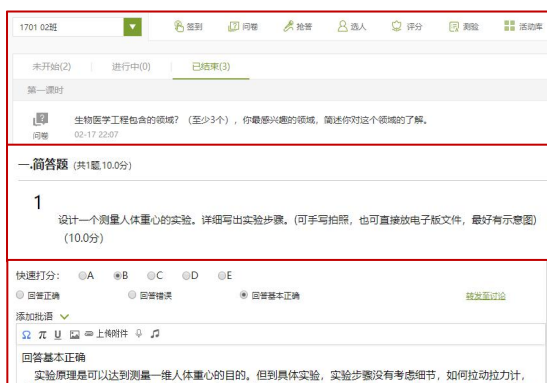 1701 02班 签到 问卷 抢答 选人 评分 测验 活动库
未开始(2) 进行中(0) 已结束(3)
第一课时
生物医学工程包含的领域？（至少3个），你最感兴趣的领域，简述你对这个领域的了解。
问卷 02-17 22:07
一.简答题 (共1题,10.0分)
1
设计一个测量人体重心的实验。详细写出实验步骤。(可手写拍照，也可直接放电子版文件，最好有示意图)
（10.0分）
快速打分： A B C D E
回答正确 回答错误 回答基本正确 转发至讨论
添加批语
Ω π U 上传附件
回答基本正确
实验原理是可以达到测量一维人体重心的目的。但到具体实验，实验步骤没有考虑细节，如何拉动拉力计，